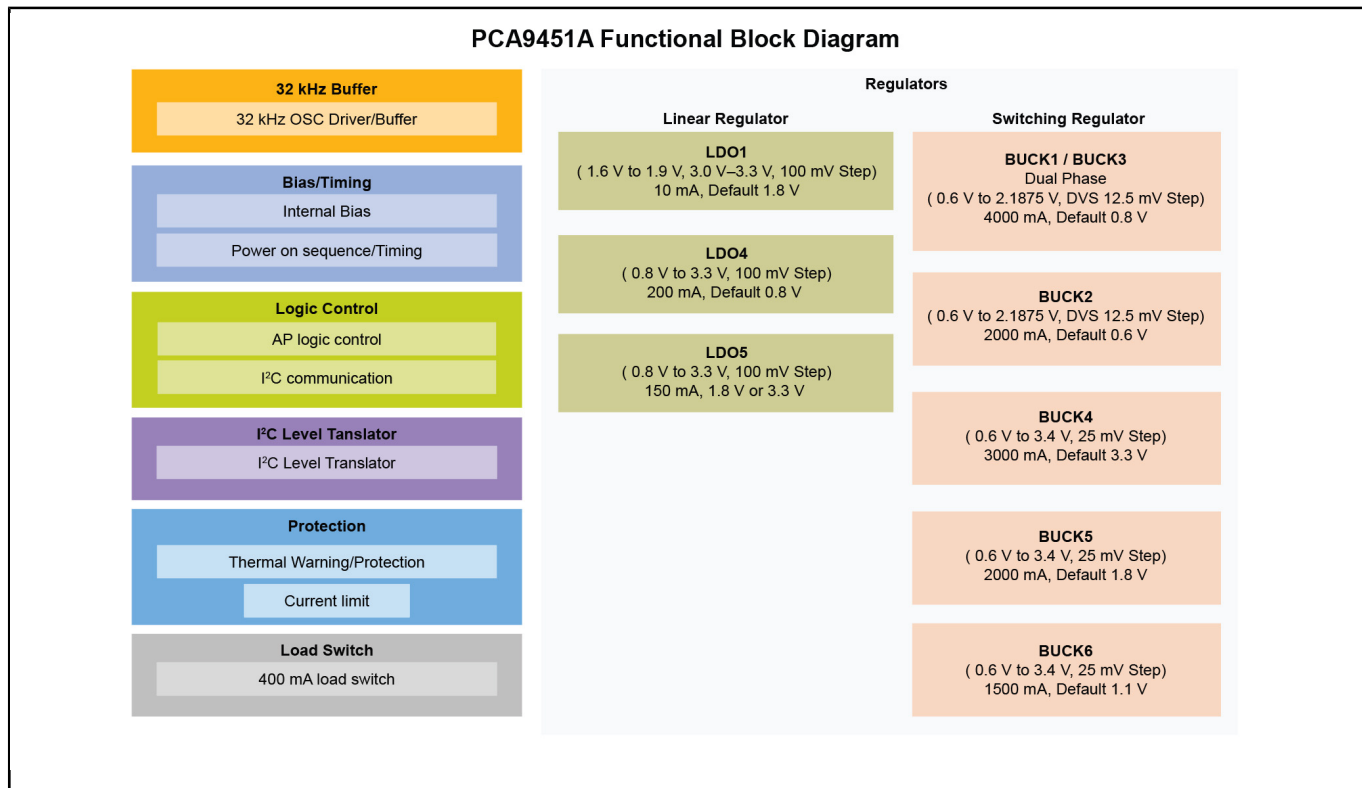 PCA9451A Functional Block Diagram
32 kHz Buffer
32 kHz OSC Driver/Buffer
Bias/Timing
Internal Bias
Power on sequence/Timing
Logic Control
AP logic control
I²C communication
I²C Level Tanslator
I²C Level Translator
Protection
Thermal Warning/Protection
Current limit
Load Switch
400 mA load switch
Regulators
Linear Regulator
LDO1
( 1.6 V to 1.9 V, 3.0 V–3.3 V, 100 mV Step)
10 mA, Default 1.8 V
LDO4
( 0.8 V to 3.3 V, 100 mV Step)
200 mA, Default 0.8 V
LDO5
( 0.8 V to 3.3 V, 100 mV Step)
150 mA, 1.8 V or 3.3 V
Switching Regulator
BUCK1 / BUCK3
Dual Phase
( 0.6 V to 2.1875 V, DVS 12.5 mV Step)
4000 mA, Default 0.8 V
BUCK2
( 0.6 V to 2.1875 V, DVS 12.5 mV Step)
2000 mA, Default 0.6 V
BUCK4
( 0.6 V to 3.4 V, 25 mV Step)
3000 mA, Default 3.3 V
BUCK5
( 0.6 V to 3.4 V, 25 mV Step)
2000 mA, Default 1.8 V
BUCK6
( 0.6 V to 3.4 V, 25 mV Step)
1500 mA, Default 1.1 V